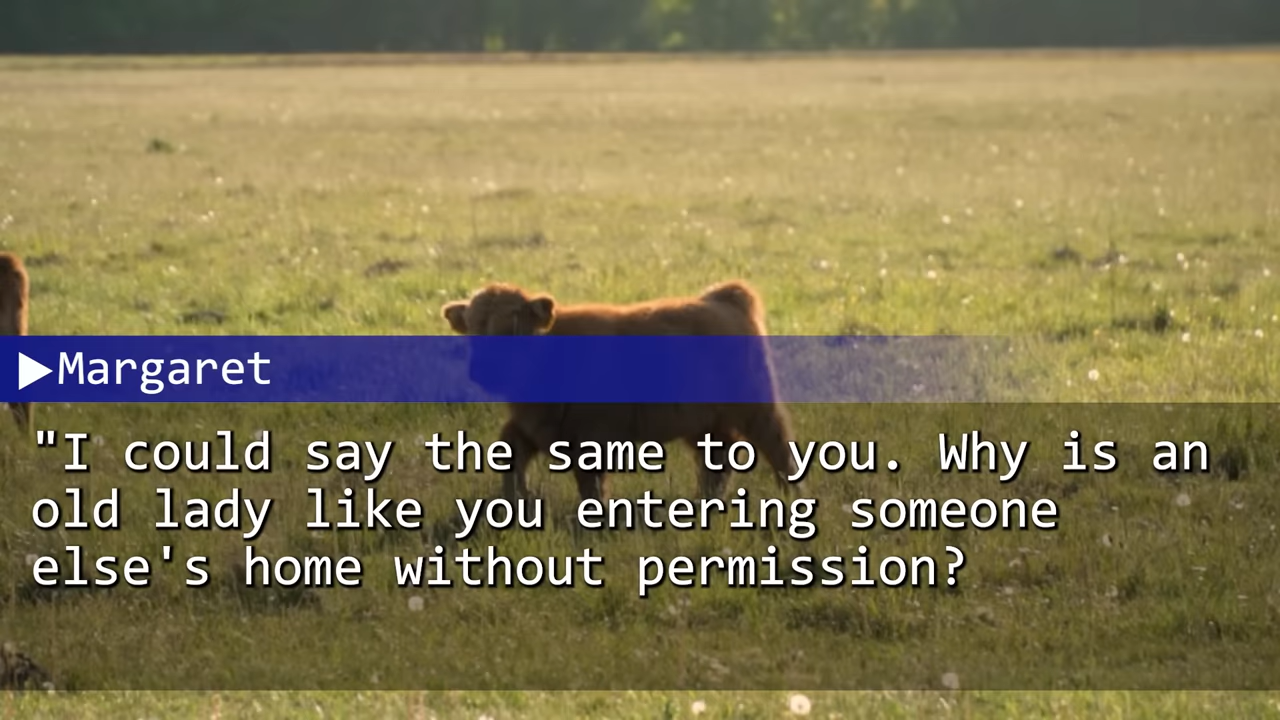 ▶Margaret
"I could say the same to you. Why is an
old lady like you entering someone
else's home without permission?